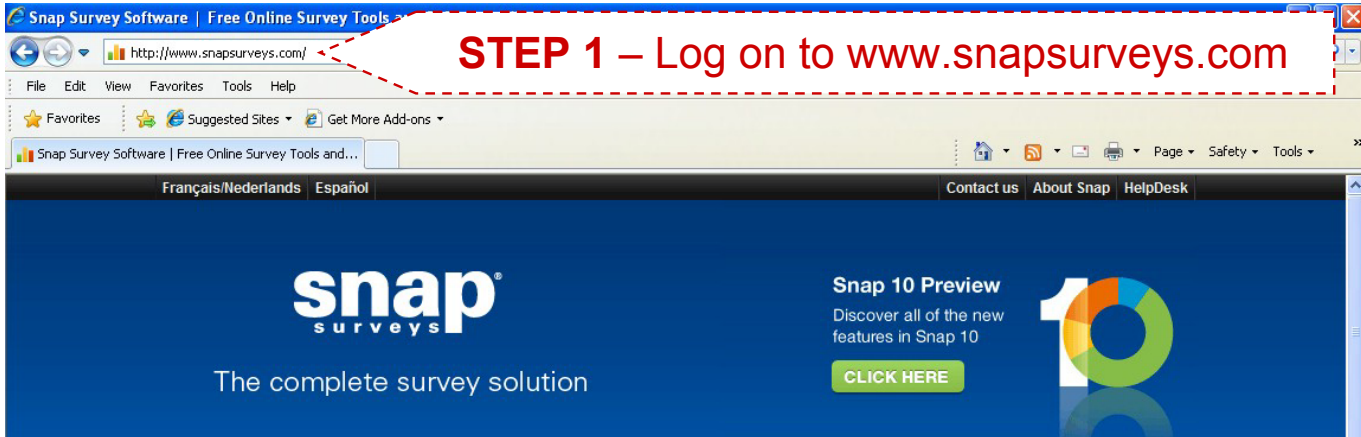 Snap Survey Software | Free Online Survey Tools
STEP 1 – Log on to www.snapsurveys.com
http://www.snapsurveys.com/
File Edit View Favorites Tools Help
Favorites Suggested Sites Get More Add-ons
Snap Survey Software | Free Online Survey Tools and... Page Safety Tools »
Français/Nederlands Español Contact us About Snap HelpDesk
snap®
surveys
The complete survey solution
Snap 10 Preview
Discover all of the new
features in Snap 10
CLICK HERE
10